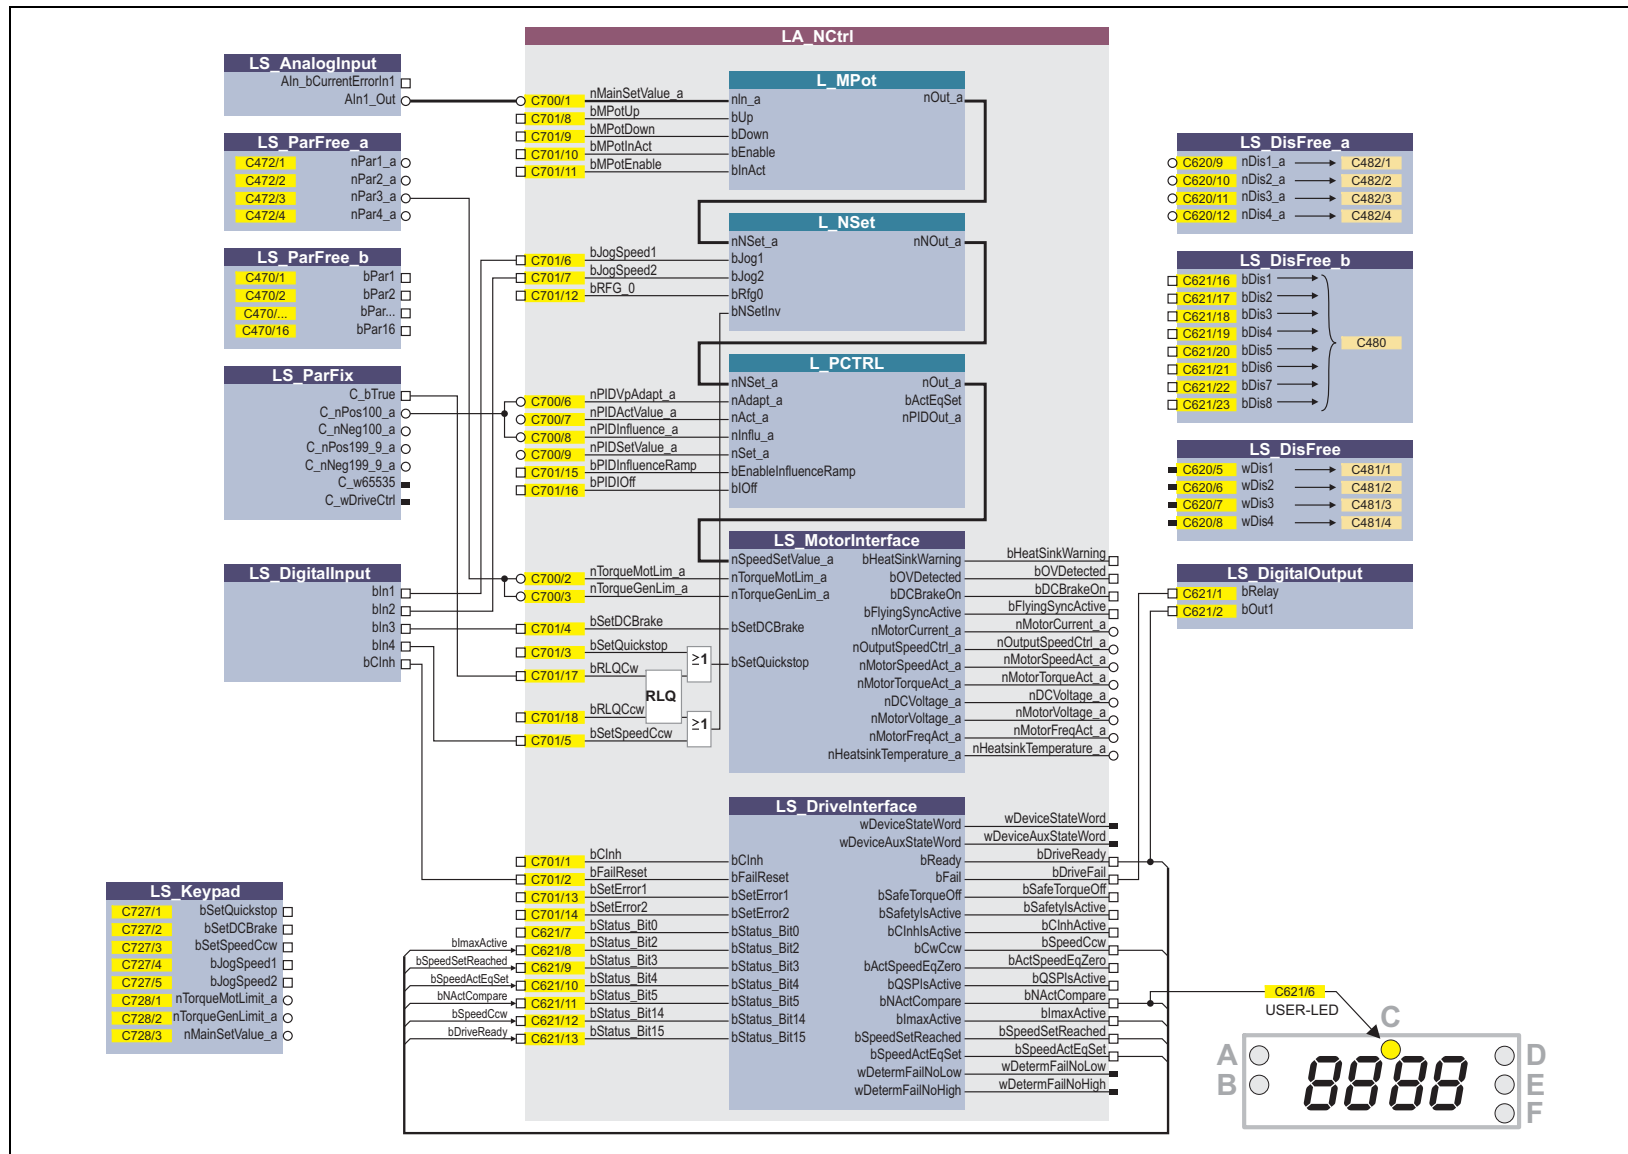 LA_NCtrl
LS_AnalogInput
AIn_bCurrentErrorIn1
AIn1_Out
LS_ParFree_a
C472/1 nPar1_a
C472/2 nPar2_a
C472/3 nPar3_a
C472/4 nPar4_a
LS_ParFree_b
C470/1 bPar1
C470/2 bPar2
C470/... bPar...
C470/16 bPar16
LS_ParFix
C_bTrue
C_nPos100_a
C_nNeg100_a
C_nPos199_9_a
C_nNeg199_9_a
C_w65535
C_wDriveCtrl
LS_DigitalInput
bIn1
bIn2
bIn3
bIn4
bCInh
LS_Keypad
C727/1 bSetQuickstop
C727/2 bSetDCBrake
C727/3 bSetSpeedCcw
C727/4 bJogSpeed1
C727/5 bJogSpeed2
C728/1 nTorqueMotLimit_a
C728/2 nTorqueGenLimit_a
C728/3 nMainSetValue_a
L_MPot
C700/1 nMainSetValue_a nIn_a nOut_a
C701/8 bMPotUp bUp
C701/9 bMPotDown bDown
C701/10 bMPotInAct bEnable
C701/11 bMPotEnable bInAct
L_NSet
nNSet_a nNOut_a
C701/6 bJogSpeed1 bJog1
C701/7 bJogSpeed2 bJog2
C701/12 bRFG_0 bRfg0
bNSetInv
L_PCTRL
nNSet_a nOut_a
C700/6 nPIDVpAdapt_a nAdapt_a bActEqSet
C700/7 nPIDActValue_a nAct_a nPIDOut_a
C700/8 nPIDInfluence_a nInflu_a
C700/9 nPIDSetValue_a nSet_a
C701/15 bPIDInfluenceRamp bEnableInfluenceRamp
C701/16 bPIDIOff bIOff
LS_MotorInterface
nSpeedSetValue_a bHeatSinkWarning bHeatSinkWarning
C700/2 nTorqueMotLim_a nTorqueMotLim_a bOVDetected bOVDetected
C700/3 nTorqueGenLim_a nTorqueGenLim_a bDCBrakeOn bDCBrakeOn
bFlyingSyncActive bFlyingSyncActive
C701/4 bSetDCBrake bSetDCBrake nMotorCurrent_a nMotorCurrent_a
C701/3 bSetQuickstop ≥1 nOutputSpeedCtrl_a nOutputSpeedCtrl_a
bSetQuickstop nMotorSpeedAct_a nMotorSpeedAct_a
C701/17 bRLQCw nMotorTorqueAct_a nMotorTorqueAct_a
RLQ nDCVoltage_a nDCVoltage_a
C701/18 bRLQCcw ≥1 nMotorVoltage_a nMotorVoltage_a
C701/5 bSetSpeedCcw nMotorFreqAct_a nMotorFreqAct_a
nHeatsinkTemperature_a nHeatsinkTemperature_a
LS_DriveInterface
wDeviceStateWord wDeviceStateWord
wDeviceAuxStateWord wDeviceAuxStateWord
C701/1 bCInh bCInh bReady bDriveReady
C701/2 bFailReset bFailReset bFail bDriveFail
C701/13 bSetError1 bSetError1 bSafeTorqueOff bSafeTorqueOff
C701/14 bSetError2 bSetError2 bSafetyIsActive bSafetyIsActive
C621/7 bStatus_Bit0 bStatus_Bit0 bCInhIsActive bCInhActive
bImaxActive C621/8 bStatus_Bit2 bStatus_Bit2 bCwCcw bSpeedCcw
bSpeedSetReached C621/9 bStatus_Bit3 bStatus_Bit3 bActSpeedEqZero bActSpeedEqZero
bSpeedActEqSet C621/10 bStatus_Bit4 bStatus_Bit4 bQSPIsActive bQSPIsActive
bNActCompare C621/11 bStatus_Bit5 bStatus_Bit5 bNActCompare bNActCompare
bSpeedCcw C621/12 bStatus_Bit14 bStatus_Bit14 bImaxActive bImaxActive
bDriveReady C621/13 bStatus_Bit15 bStatus_Bit15 bSpeedSetReached bSpeedSetReached
bSpeedActEqSet bSpeedActEqSet
wDetermFailNoLow wDetermFailNoLow
wDetermFailNoHigh wDetermFailNoHigh
LS_DisFree_a
C620/9 nDis1_a C482/1
C620/10 nDis2_a C482/2
C620/11 nDis3_a C482/3
C620/12 nDis4_a C482/4
LS_DisFree_b
C621/16 bDis1
C621/17 bDis2
C621/18 bDis3
C621/19 bDis4
C480
C621/20 bDis5
C621/21 bDis6
C621/22 bDis7
C621/23 bDis8
LS_DisFree
C620/5 wDis1 C481/1
C620/6 wDis2 C481/2
C620/7 wDis3 C481/3
C620/8 wDis4 C481/4
LS_DigitalOutput
C621/1 bRelay
C621/2 bOut1
C621/6
USER-LED
C
A D
B 8888 E
F